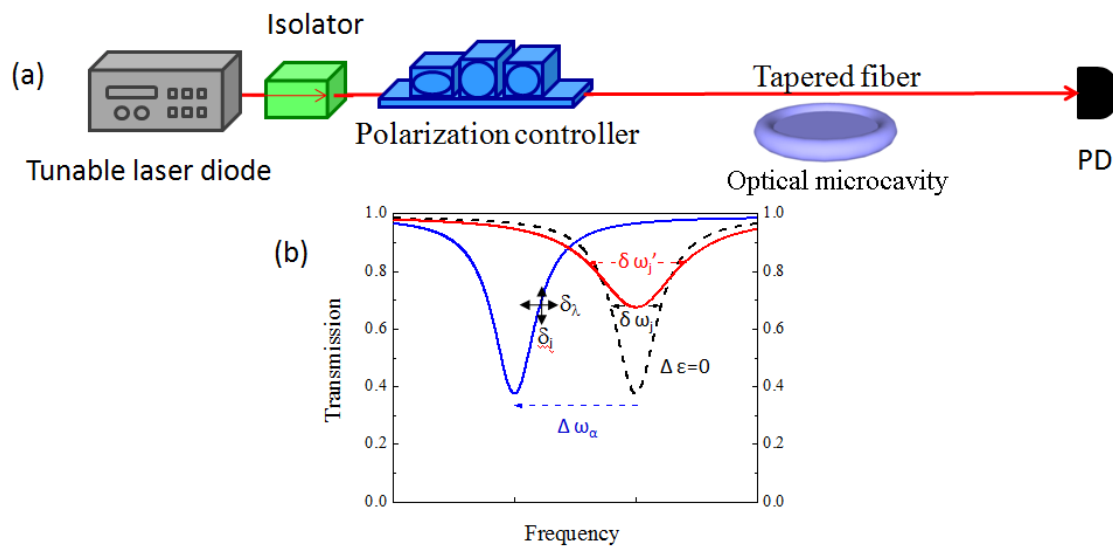 (a)
Isolator
Tunable laser diode
Polarization controller
Tapered fiber
Optical microcavity
PD
(b)
1.0
0.8
0.6
0.4
0.2
0.0
Transmission
δλ
δi
δ ωj'
δ ωj
Δ ε=0
Δ ωα
1.0
0.8
0.6
0.4
0.2
0.0
Frequency